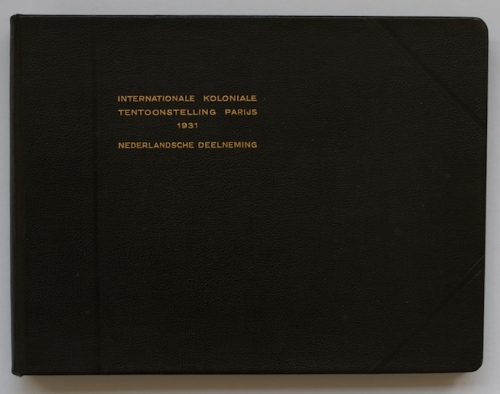 INTERNATIONALE KOLONIALE
TENTOONSTELLING PARIJS
1931
NEDERLANDSCHE DEELNEMING